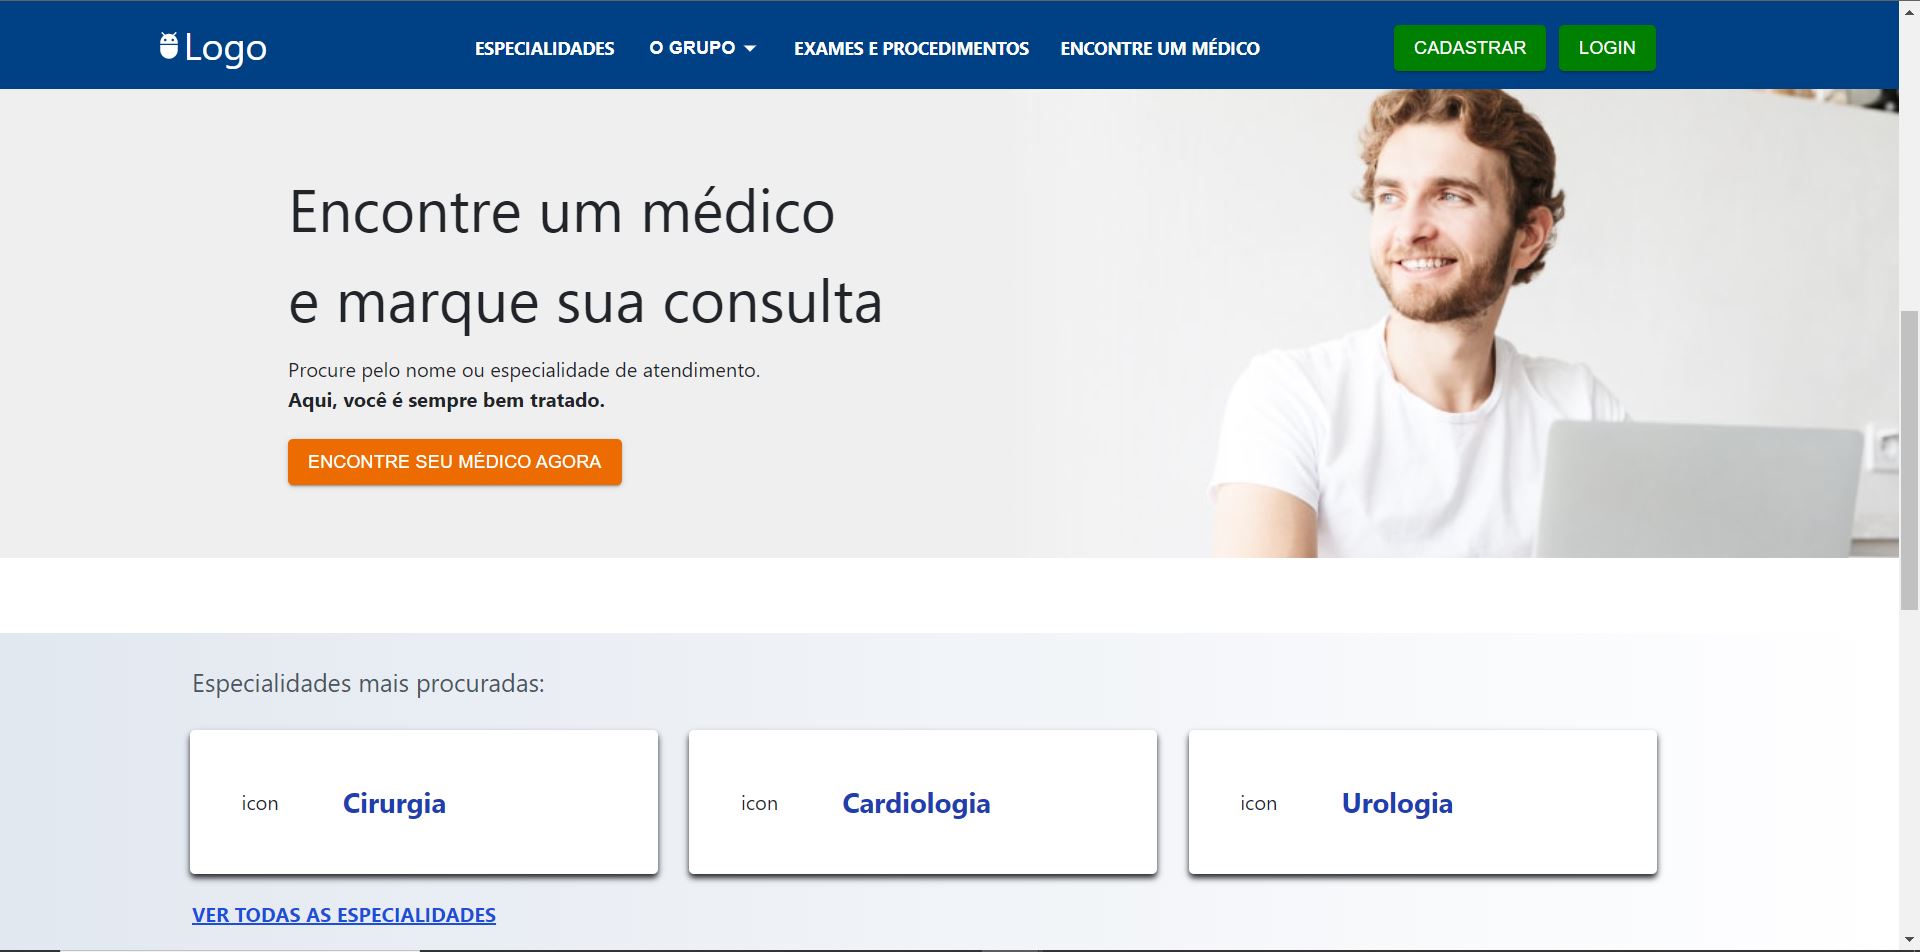 Logo
ESPECIALIDADES
O GRUPO
EXAMES E PROCEDIMENTOS
ENCONTRE UM MÉDICO
CADASTRAR
LOGIN
Encontre um médico
e marque sua consulta
Procure pelo nome ou especialidade de atendimento.
Aqui, você é sempre bem tratado.
ENCONTRE SEU MÉDICO AGORA
Especialidades mais procuradas:
icon
Cirurgia
icon
Cardiologia
icon
Urologia
VER TODAS AS ESPECIALIDADES